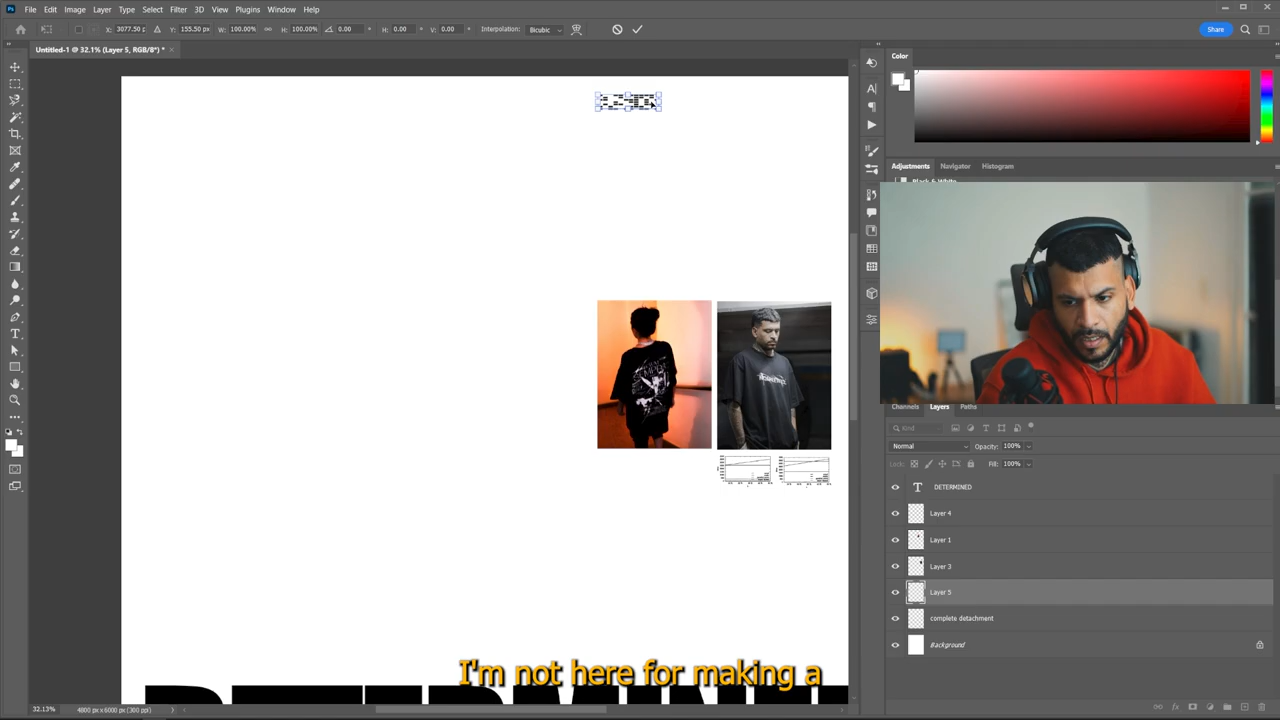 File Edit Image Layer Type Select Filter 3D View Plugins Window Help
X: 3077.50 p Y: 155.50 px W: 100.00% H: 100.00% 0.00 H: 0.00 V: 0.00 Interpolation: Bicubic Share
Untitled-1 @ 32.1% (Layer 5, RGB/8*) * ×
Color
Adjustments Navigator Histogram
Black & White
Channels Layers Paths
Kind
Normal Opacity: 100%
Lock: Fill: 100%
DETERMINED
Layer 4
Layer 1
Layer 3
Layer 5
complete detachment
Background
I'm not here for making a
32.13% 4800 px x 6000 px (300 ppi)